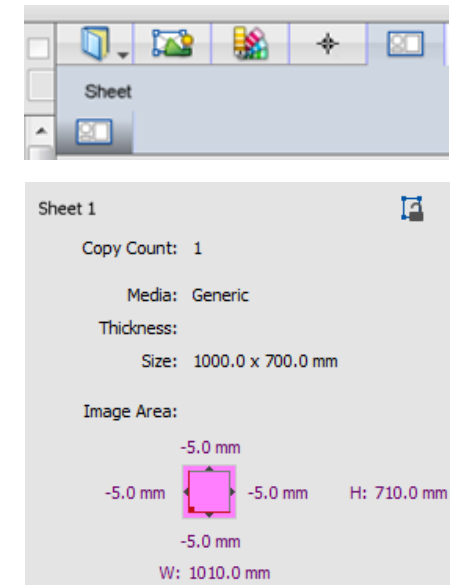 Sheet
Sheet 1
Copy Count: 1
Media: Generic
Thickness:
Size: 1000.0 x 700.0 mm
Image Area:
-5.0 mm
-5.0 mm -5.0 mm H: 710.0 mm
-5.0 mm
W: 1010.0 mm